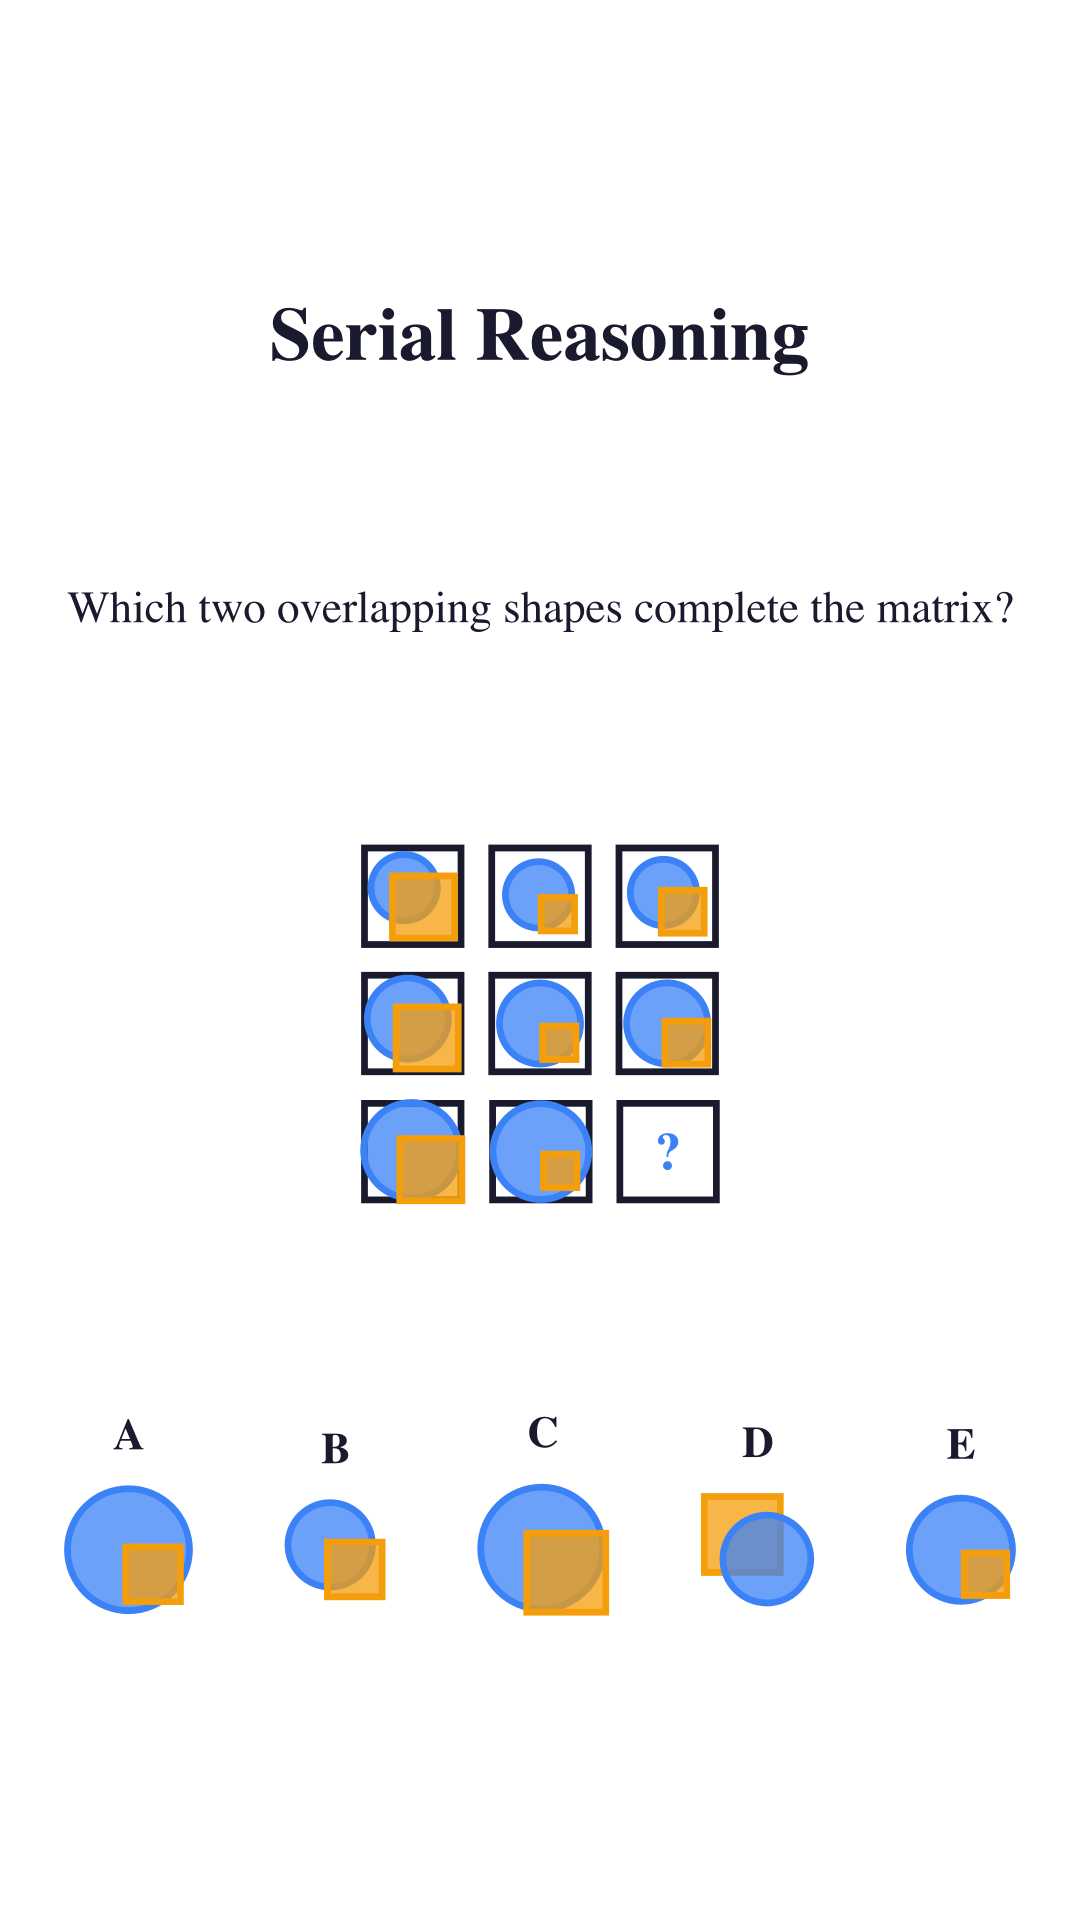 Serial Reasoning
Which two overlapping shapes complete the matrix?
?
A B C D E